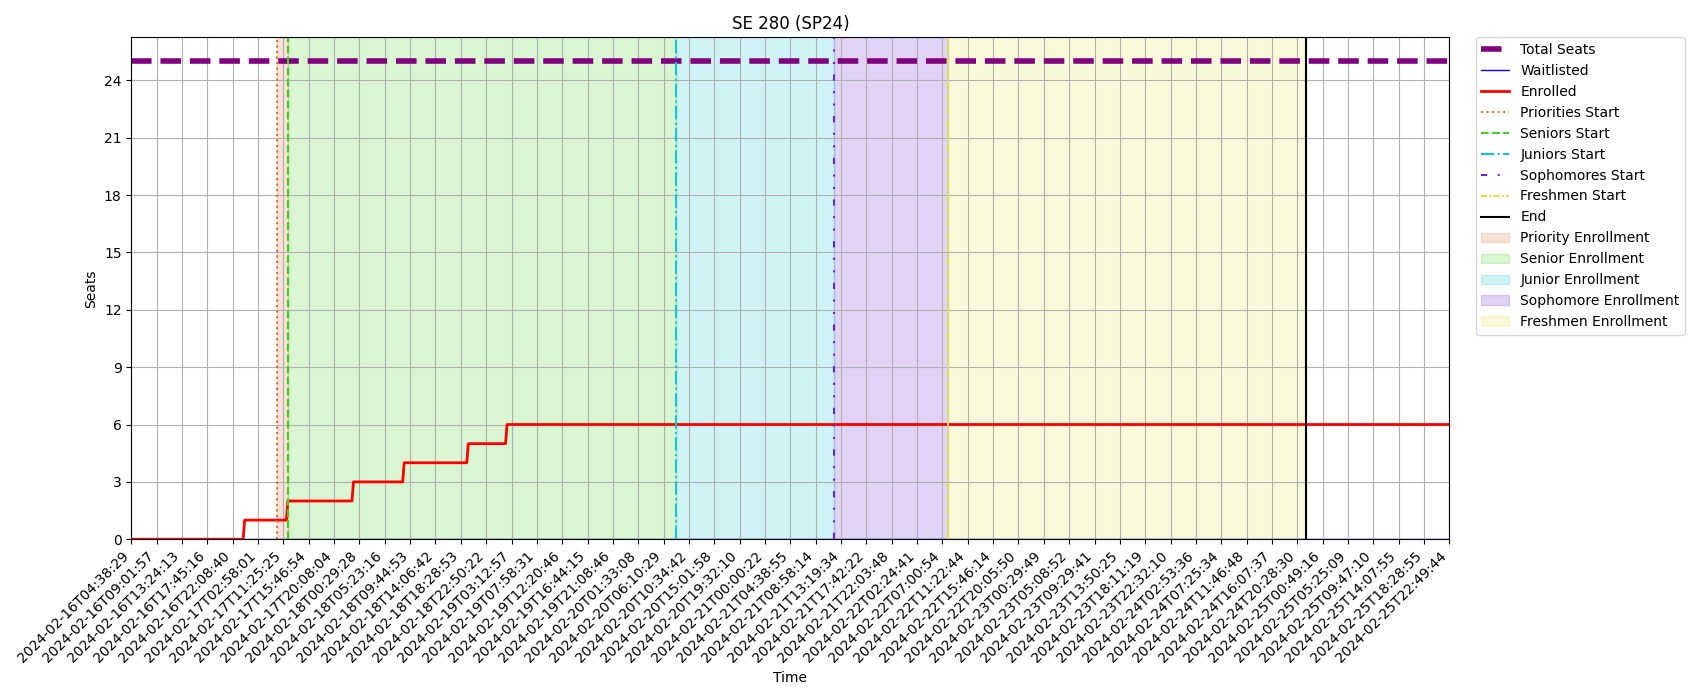 SE 280 (SP24)
Seats
24
21
18
15
12
9
6
3
0
Total Seats
Waitlisted
Enrolled
Priorities Start
Seniors Start
Juniors Start
Sophomores Start
Freshmen Start
End
Priority Enrollment
Senior Enrollment
Junior Enrollment
Sophomore Enrollment
Freshmen Enrollment
2024-02-16T04:38:29
2024-02-16T09:01:57
2024-02-16T13:24:13
2024-02-16T17:45:16
2024-02-16T22:08:40
2024-02-17T02:58:01
2024-02-17T11:25:25
2024-02-17T15:46:54
2024-02-17T20:08:04
2024-02-18T00:29:28
2024-02-18T05:23:16
2024-02-18T09:44:53
2024-02-18T14:06:42
2024-02-18T18:28:53
2024-02-18T22:50:22
2024-02-19T03:12:57
2024-02-19T07:58:31
2024-02-19T12:20:46
2024-02-19T16:44:15
2024-02-19T21:08:46
2024-02-20T01:33:08
2024-02-20T06:10:29
2024-02-20T10:34:42
2024-02-20T15:01:58
2024-02-20T19:32:10
2024-02-21T00:00:22
2024-02-21T04:38:55
2024-02-21T08:58:14
2024-02-21T13:19:34
2024-02-21T17:42:22
2024-02-21T22:03:48
2024-02-22T02:24:41
2024-02-22T07:00:54
2024-02-22T11:22:44
2024-02-22T15:46:14
2024-02-22T20:05:50
2024-02-23T00:29:49
2024-02-23T05:08:52
2024-02-23T09:29:41
2024-02-23T13:50:25
2024-02-23T18:11:19
2024-02-23T22:32:10
2024-02-24T02:53:36
2024-02-24T07:25:34
2024-02-24T11:46:48
2024-02-24T16:07:37
2024-02-24T20:28:30
2024-02-25T00:49:16
2024-02-25T05:25:09
2024-02-25T09:47:10
2024-02-25T14:07:55
2024-02-25T18:28:55
2024-02-25T22:49:44
Time